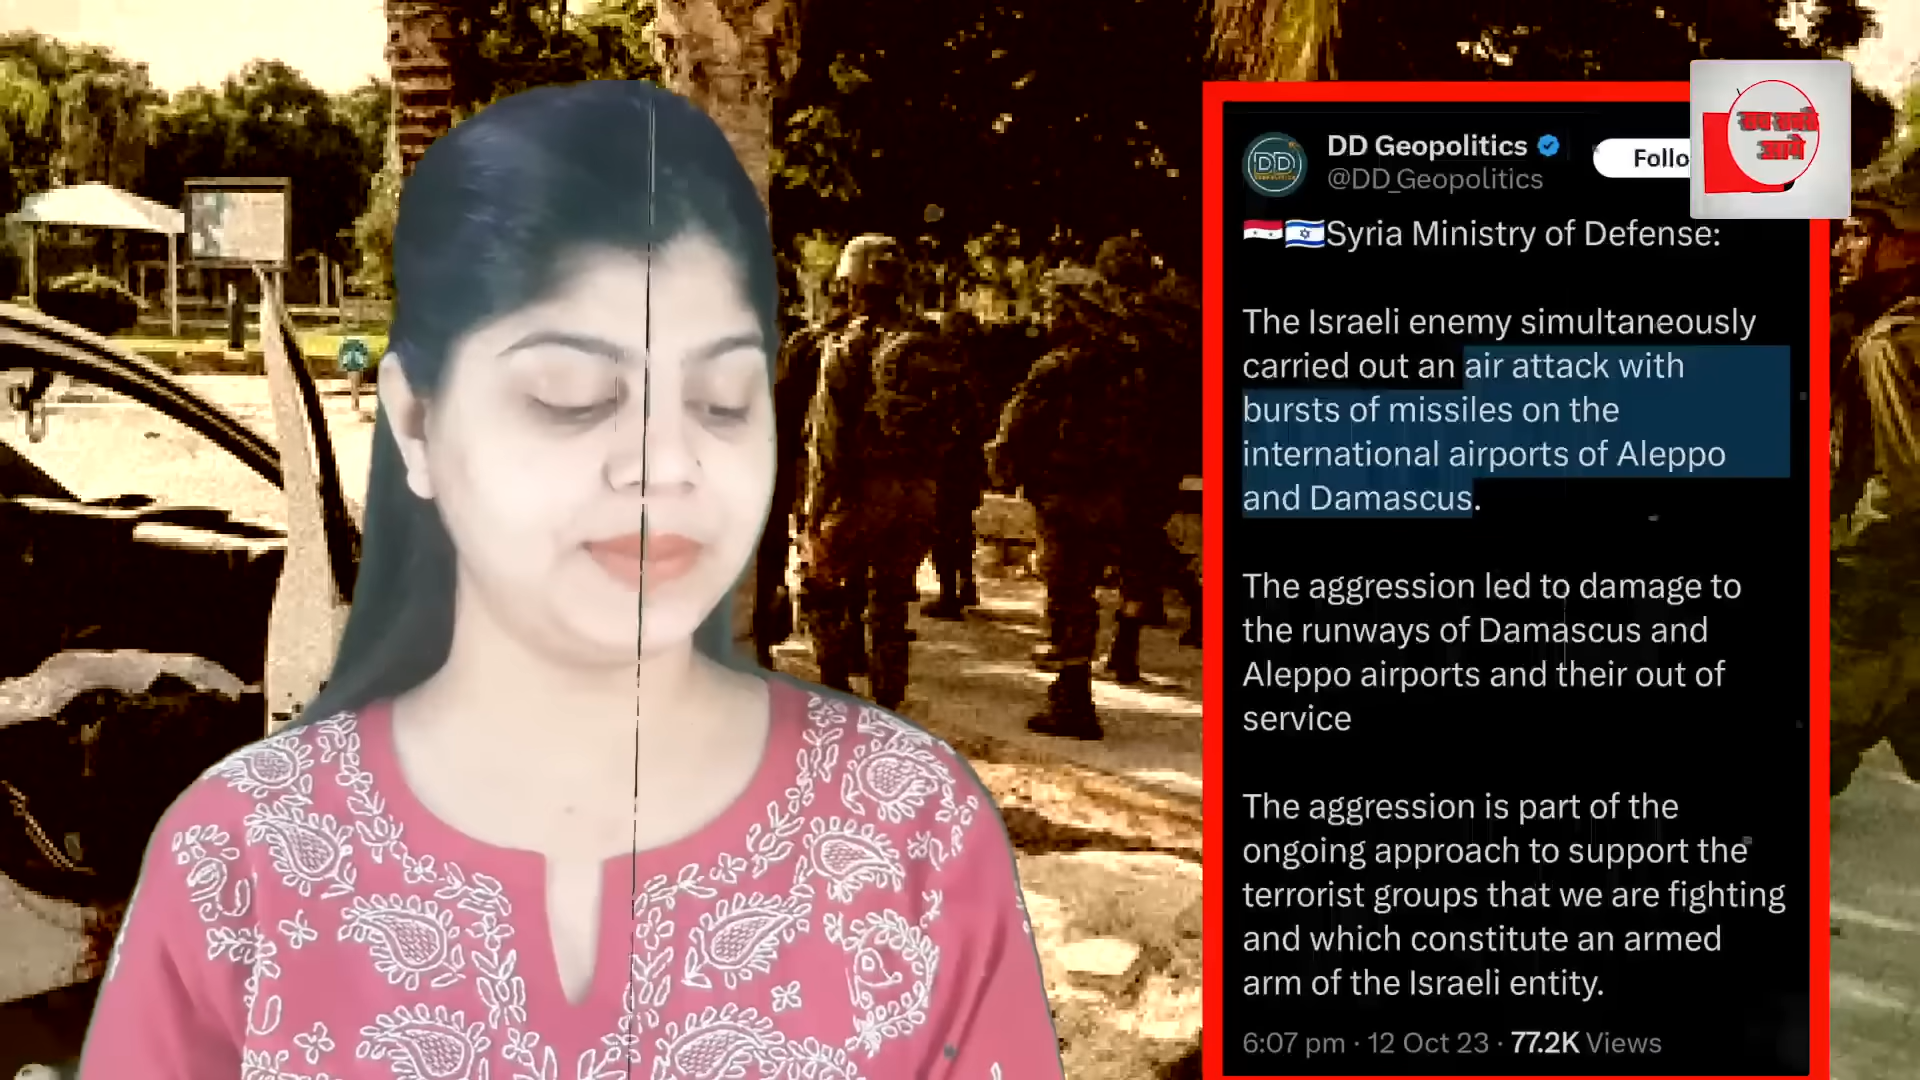 DD Geopolitics
@DD_Geopolitics
Follo
सच सबसे
आगे
Syria Ministry of Defense:
The Israeli enemy simultaneously
carried out an air attack with
bursts of missiles on the
international airports of Aleppo
and Damascus.
The aggression led to damage to
the runways of Damascus and
Aleppo airports and their out of
service
The aggression is part of the
ongoing approach to support the
terrorist groups that we are fighting
and which constitute an armed
arm of the Israeli entity.
6:07 pm · 12 Oct 23 · 77.2K Views